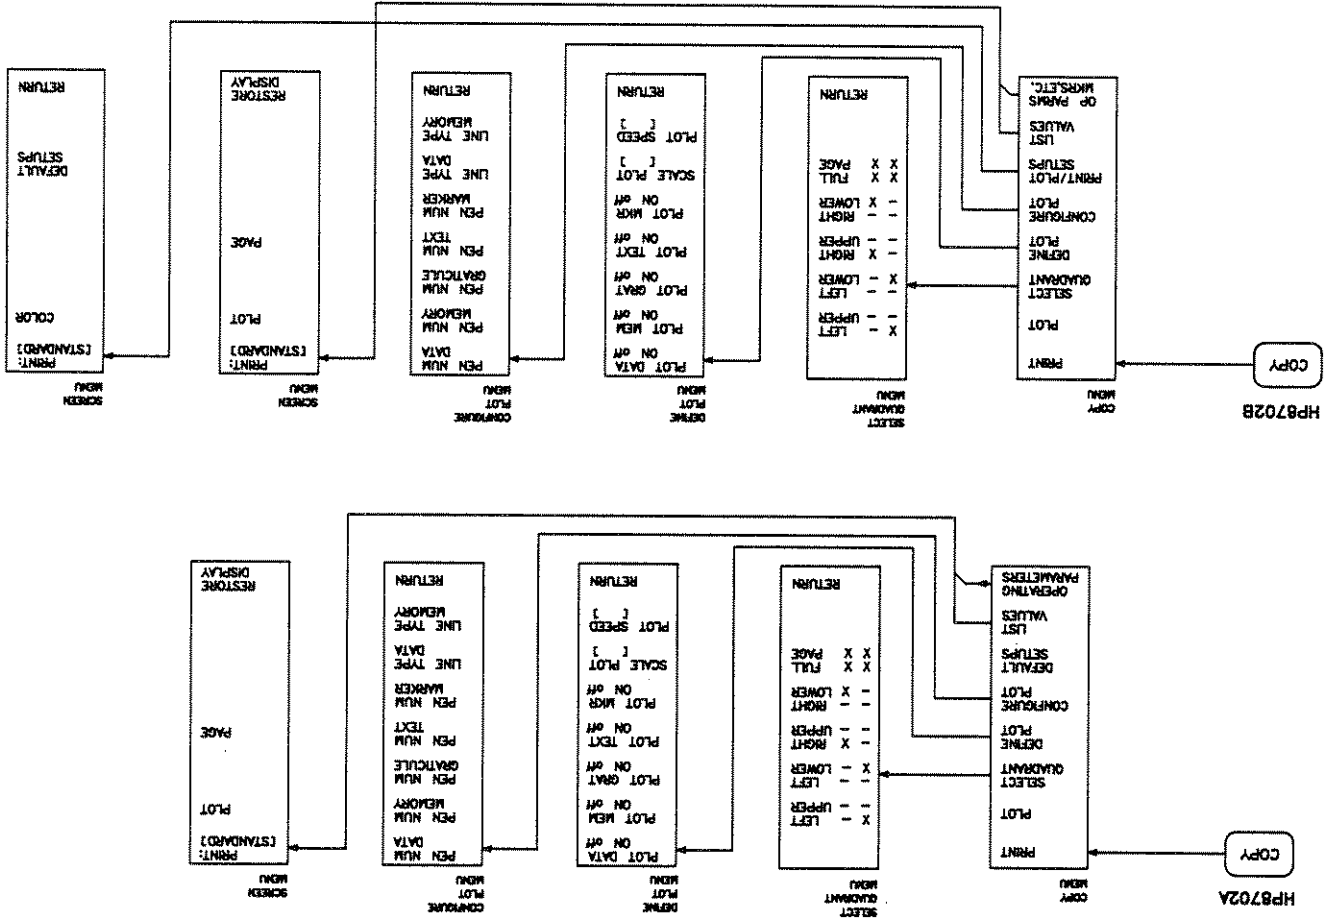 HP8702A
COPY
COPY
MENU
PRINT
PLOT
SELECT
QUADRANT
DEFINE
PLOT
CONFIGURE
PLOT
DEFAULT
SETUPS
LIST
VALUES
OPERATING
PARAMETERS
SELECT
QUADRANT
MENU
X – LEFT
– – UPPER
– – LEFT
X – LOWER
– X RIGHT
– – UPPER
– – RIGHT
– X LOWER
X X FULL
X X PAGE
RETURN
DEFINE
PLOT
MENU
PLOT DATA
ON off
PLOT MEM
ON off
PLOT GRAT
ON off
PLOT TEXT
ON off
PLOT MKR
ON off
SCALE PLOT
[ ]
PLOT SPEED
[ ]
RETURN
CONFIGURE
PLOT
MENU
PEN NUM
DATA
PEN NUM
MEMORY
PEN NUM
GRATICULE
PEN NUM
TEXT
PEN NUM
MARKER
LINE TYPE
DATA
LINE TYPE
MEMORY
RETURN
SCREEN
MENU
PRINT:
[STANDARD]
PLOT
PAGE
RESTORE
DISPLAY
HP8702B
COPY
COPY
MENU
PRINT
PLOT
SELECT
QUADRANT
DEFINE
PLOT
CONFIGURE
PLOT
PRINT/PLOT
SETUPS
LIST
VALUES
OP PARMS
MKRS,ETC.
SELECT
QUADRANT
MENU
X – LEFT
– – UPPER
– – LEFT
X – LOWER
– X RIGHT
– – UPPER
– – RIGHT
– X LOWER
X X FULL
X X PAGE
RETURN
DEFINE
PLOT
MENU
PLOT DATA
ON off
PLOT MEM
ON off
PLOT GRAT
ON off
PLOT TEXT
ON off
PLOT MKR
ON off
SCALE PLOT
[ ]
PLOT SPEED
[ ]
RETURN
CONFIGURE
PLOT
MENU
PEN NUM
DATA
PEN NUM
MEMORY
PEN NUM
GRATICULE
PEN NUM
TEXT
PEN NUM
MARKER
LINE TYPE
DATA
LINE TYPE
MEMORY
RETURN
SCREEN
MENU
PRINT:
[STANDARD]
PLOT
PAGE
RESTORE
DISPLAY
SCREEN
MENU
PRINT:
[STANDARD]
COLOR
DEFAULT
SETUPS
RETURN